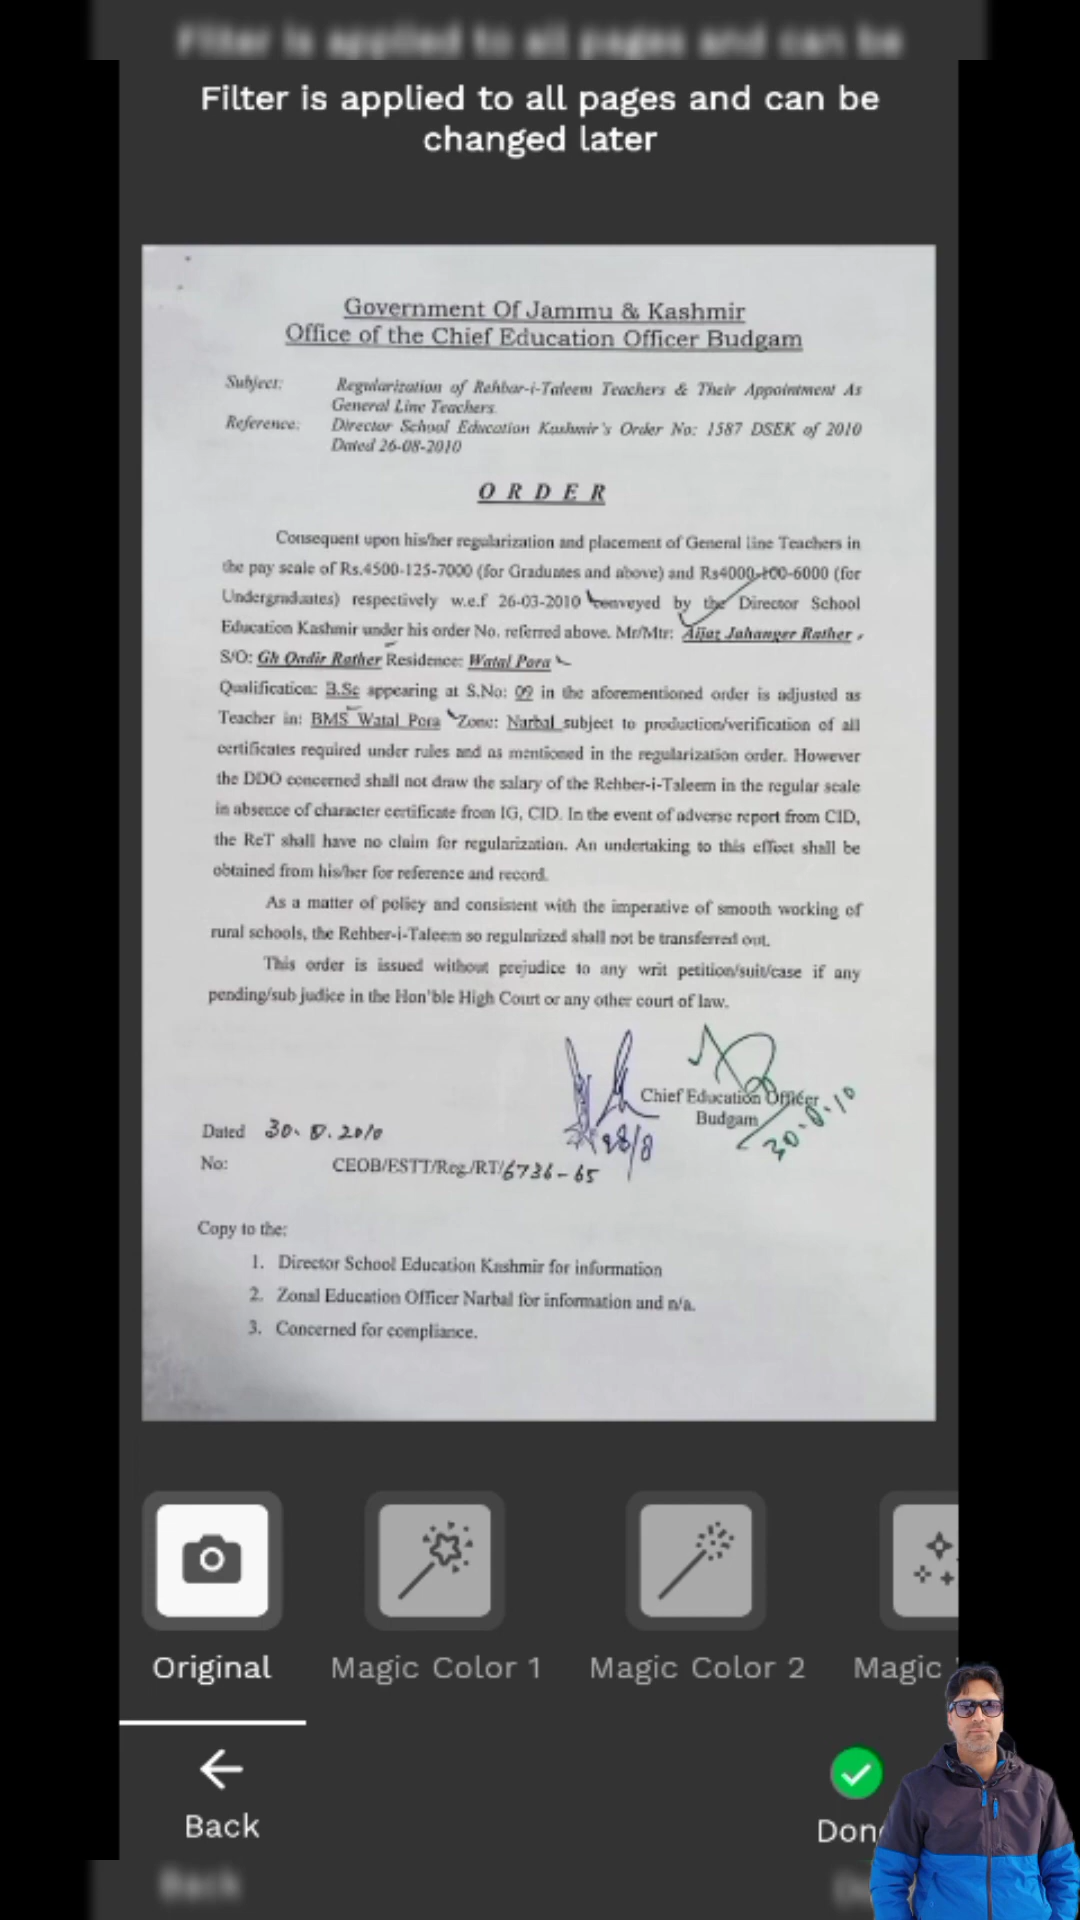 Filter is applied to all pages and can be
Filter is applied to all pages and can be
changed later
Government Of Jammu & Kashmir
Office of the Chief Education Officer Budgam
Subject: Regularization of Rehbar-i-Taleem Teachers & Their Appointment As
General Line Teachers.
Reference: Director School Education Kashmir's Order No: 1587 DSEK of 2010
Dated 26-08-2010
O R D E R
Consequent upon his/her regularization and placement of General line Teachers in
the pay scale of Rs.4500-125-7000 (for Graduates and above) and Rs4000-100-6000 (for
Undergraduates) respectively w.e.f 26-03-2010 conveyed by the Director School
Education Kashmir under his order No. referred above. Mr/Mtr: Aijaz Jahanger Rather ,
S/O: Gh Qadir Rather Residence: Watal Pora
Qualification: B.Sc appearing at S.No: 09 in the aforementioned order is adjusted as
Teacher in: BMS Watal Pora Zone: Narbal subject to production/verification of all
certificates required under rules and as mentioned in the regularization order. However
the DDO concerned shall not draw the salary of the Rehber-i-Taleem in the regular scale
in absence of character certificate from IG, CID. In the event of adverse report from CID,
the ReT shall have no claim for regularization. An undertaking to this effect shall be
obtained from his/her for reference and record.
As a matter of policy and consistent with the imperative of smooth working of
rural schools, the Rehber-i-Taleem so regularized shall not be transferred out.
This order is issued without prejudice to any writ petition/suit/case if any
pending/sub judice in the Hon'ble High Court or any other court of law.
Chief Education Officer
Budgam
30-8-10
28/8
Dated 30.8.2010
No: CEOB/ESTT/Reg/RT/6736-65
Copy to the:
1. Director School Education Kashmir for information
2. Zonal Education Officer Narbal for information and n/a.
3. Concerned for compliance.
Original Magic Color 1 Magic Color 2 Magic
Back Done
Back